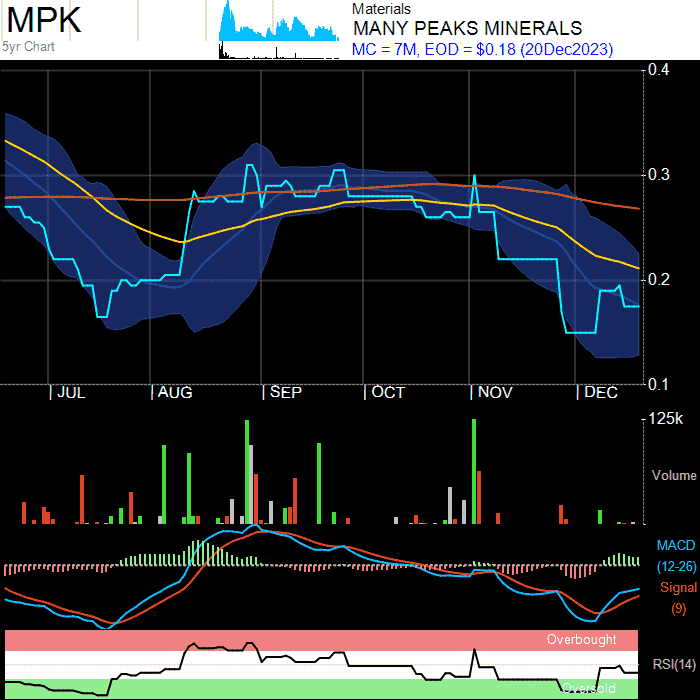 MPK
5yr Chart
Materials
MANY PEAKS MINERALS
MC = 7M, EOD = $0.18 (20Dec2023)
0.4
0.3
0.2
0.1
JUL AUG SEP OCT NOV DEC
125k
Volume
MACD
(12-26)
Signal
(9)
Overbought
RSI(14)
Oversold